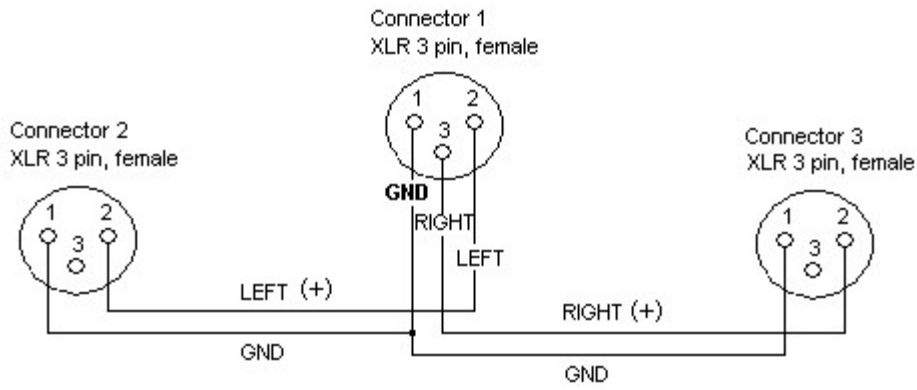 Connector 1
XLR 3 pin, female
1 2
3
GND
RIGHT
LEFT
Connector 2
XLR 3 pin, female
1 2
3
LEFT (+)
GND
Connector 3
XLR 3 pin, female
1 2
3
RIGHT (+)
GND